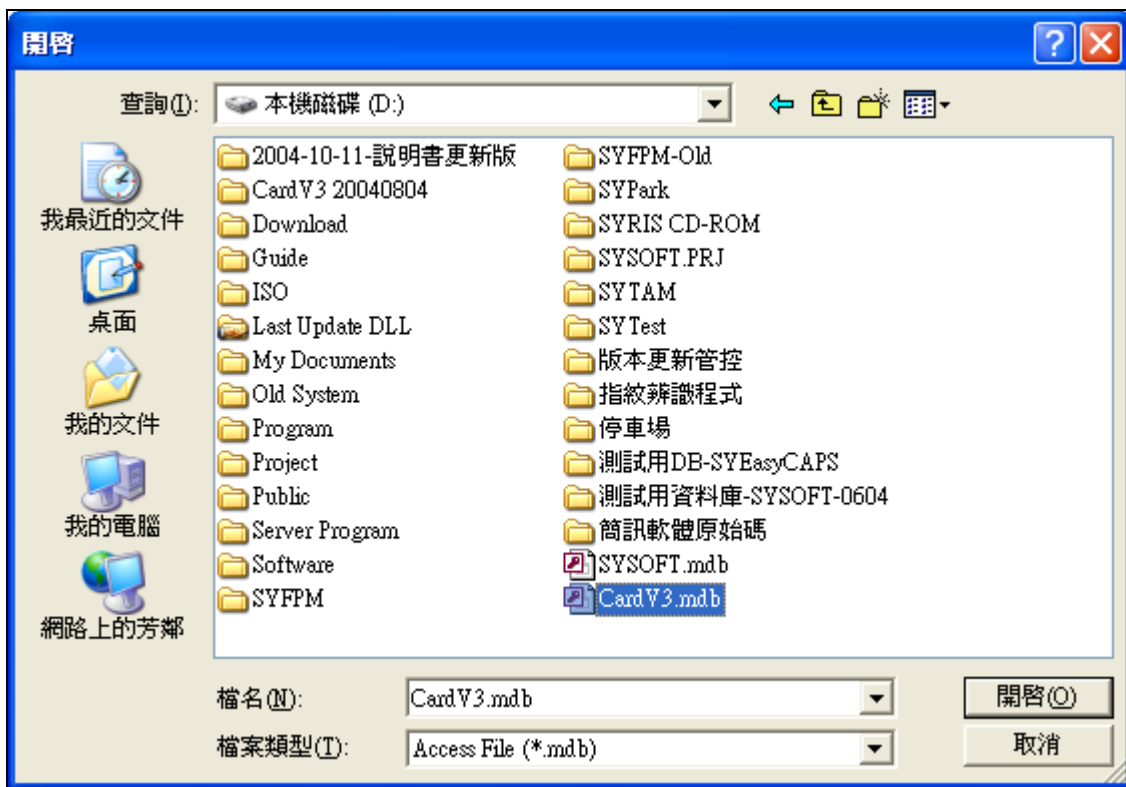 開啓
查詢(I): 本機磁碟 (D:)
我最近的文件
桌面
我的文件
我的電腦
網路上的芳鄰
2004-10-11-說明書更新版
CardV3 20040804
Download
Guide
ISO
Last Update DLL
My Documents
Old System
Program
Project
Public
Server Program
Software
SYFPM
SYFPM-Old
SYPark
SYRIS CD-ROM
SYSOFT.PRJ
SYTAM
SYTest
版本更新管控
指紋辨識程式
停車場
測試用DB-SYEasyCAPS
測試用資料庫-SYSOFT-0604
簡訊軟體原始碼
SYSOFT.mdb
CardV3.mdb
檔名(N): CardV3.mdb 開啓(O)
檔案類型(T): Access File (*.mdb) 取消